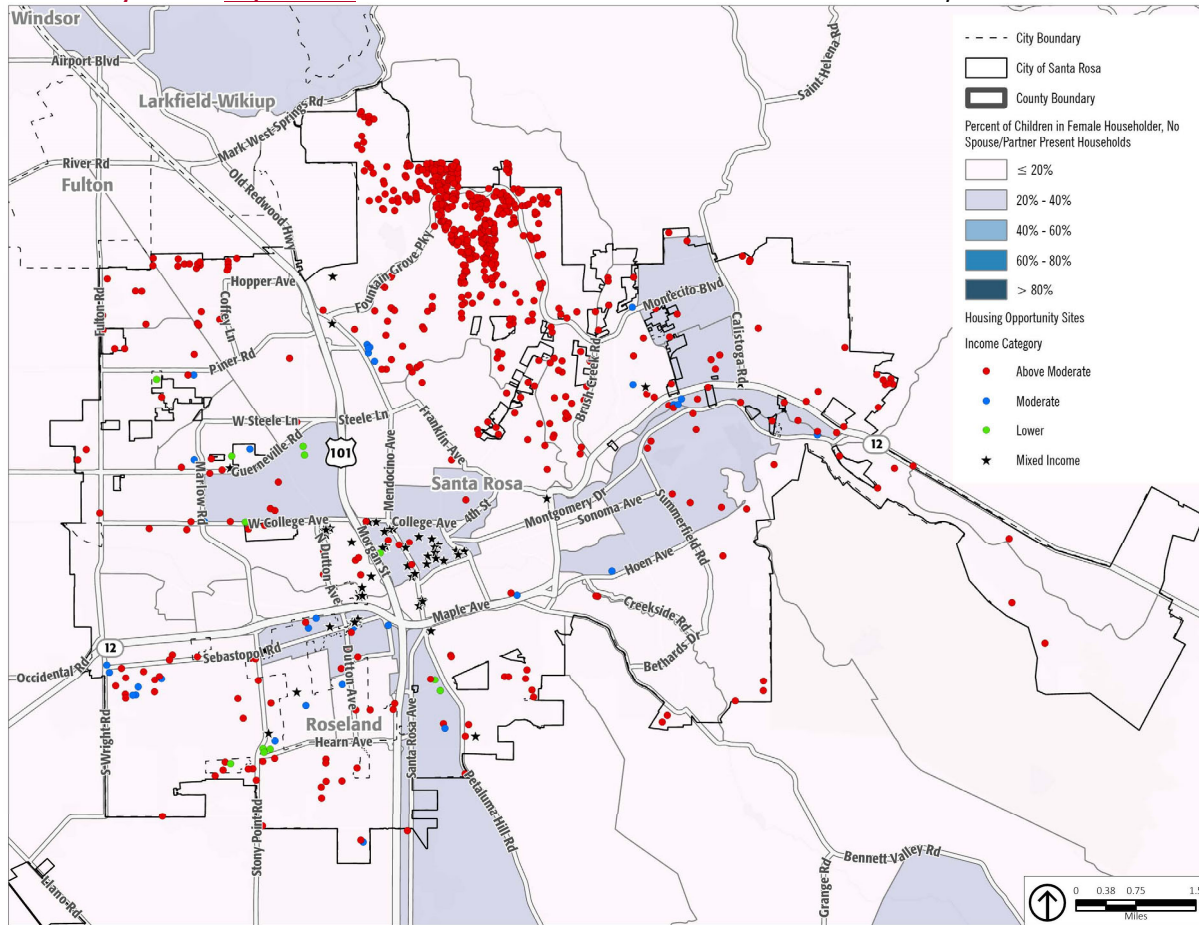 Windsor
Airport Blvd
Larkfield-Wikiup
Mark West Springs Rd
River Rd
Fulton
Old Redwood Hwy
Saint Helena Rd
Hopper Ave
Fountain Grove Pky
Coffey Ln
Fulton Rd
Piner Rd
Montecito Blvd
Calistoga Rd
Brush Creek Rd
W Steele Ln
Steele Ln
Franklin Ave
Guerneville Rd
101
Mendocino Ave
Marlow Rd
Santa Rosa
12
4th St
Montgomery Dr
Sonoma Ave
Summerfield Rd
W College Ave
College Ave
N Dutton Ave
Morgan St
Hoen Ave
Maple Ave
Creekside Rd
Bethards Dr
12
Occidental Rd
Sebastopol Rd
Dutton Ave
Roseland
Hearn Ave
S Wright Rd
Santa Rosa Ave
Stony Point Rd
Petaluma Hill Rd
Llano Rd
Grange Rd
Bennett Valley Rd
City Boundary
City of Santa Rosa
County Boundary
Percent of Children in Female Householder, No
Spouse/Partner Present Households
≤ 20%
20% - 40%
40% - 60%
60% - 80%
> 80%
Housing Opportunity Sites
Income Category
Above Moderate
Moderate
Lower
Mixed Income
0 0.38 0.75 1.5
Miles